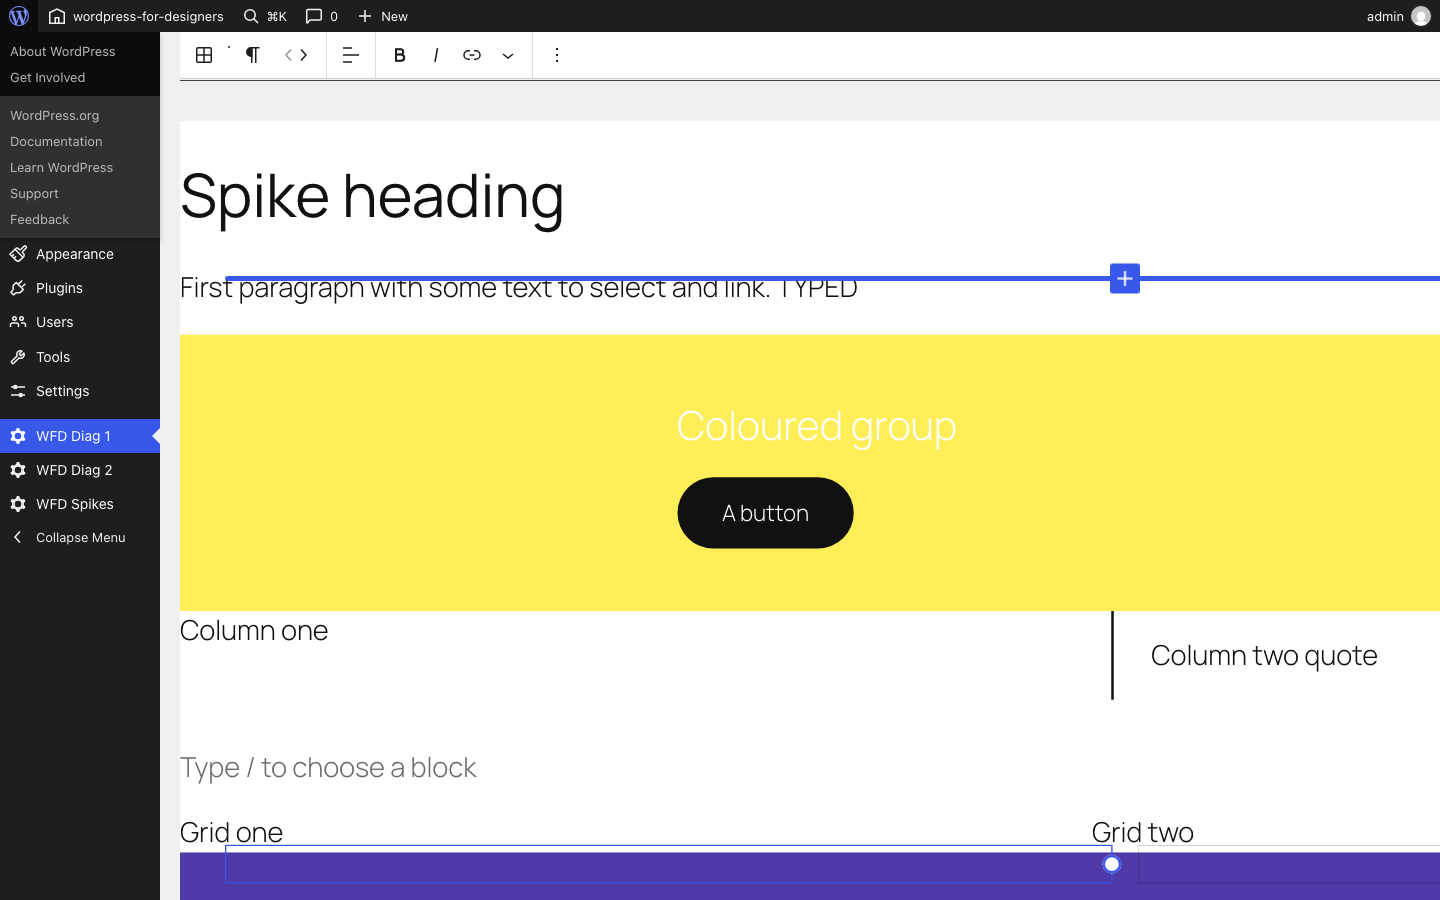 wordpress-for-designers
⌘K
0
New
admin
About WordPress
Get Involved
WordPress.org
Documentation
Learn WordPress
Support
Feedback
Appearance
Plugins
Users
Tools
Settings
WFD Diag 1
WFD Diag 2
WFD Spikes
Collapse Menu
B I
Spike heading
First paragraph with some text to select and link. TYPED
Coloured group
A button
Column one
Column two quote
Type / to choose a block
Grid one
Grid two